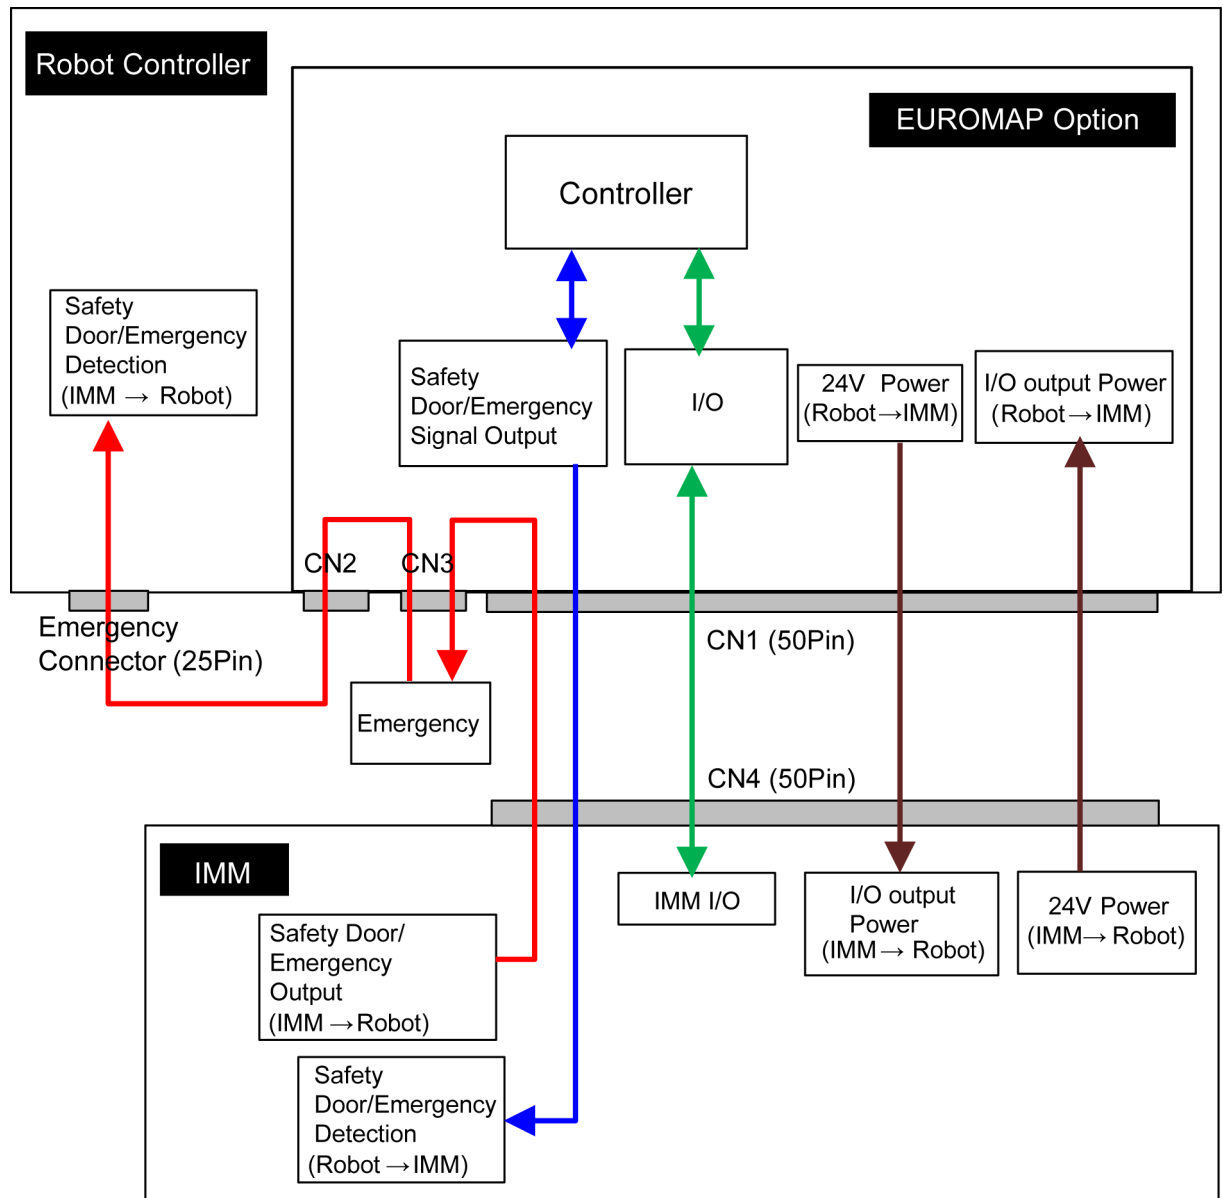 Robot Controller
EUROMAP Option
Controller
Safety
Door/Emergency
Detection
(IMM → Robot)
Safety
Door/Emergency
Signal Output
I/O
24V Power
(Robot→IMM)
I/O output Power
(Robot→IMM)
CN2
CN3
Emergency
Connector (25Pin)
CN1 (50Pin)
Emergency
CN4 (50Pin)
IMM
IMM I/O
I/O output
Power
(IMM→ Robot)
24V Power
(IMM→ Robot)
Safety Door/
Emergency
Output
(IMM →Robot)
Safety
Door/Emergency
Detection
(Robot →IMM)